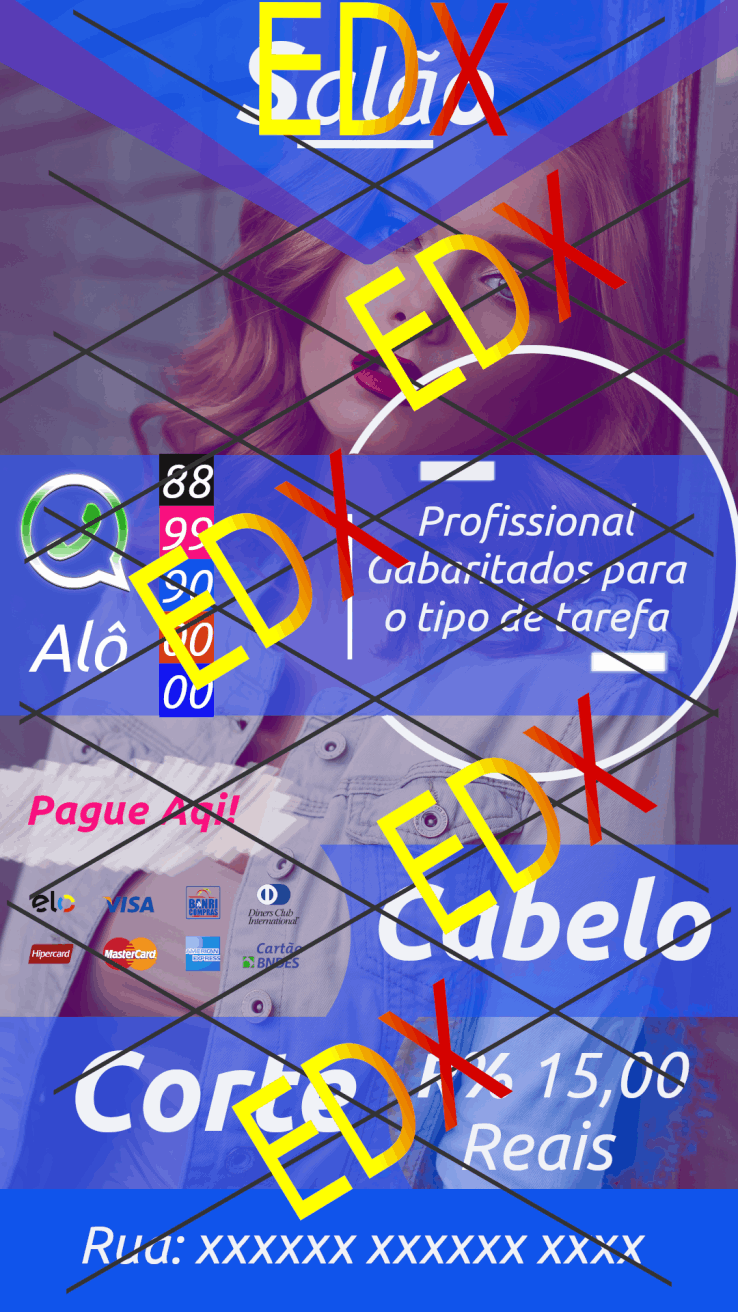 EDX
Salão
EDX
88
99
90
00
00
Alô
EDX
Profissional
Gabaritados para
o tipo de tarefa
Pague Aqi!
EDX
elo
VISA
BANRI
COMPRAS
Diners Club
International
Hipercard
MasterCard
AMERICAN
EXPRESS
Cartão
BNDES
Cabelo
Corte
EDX
R% 15,00
Reais
Rua: xxxxxx xxxxxx xxxx